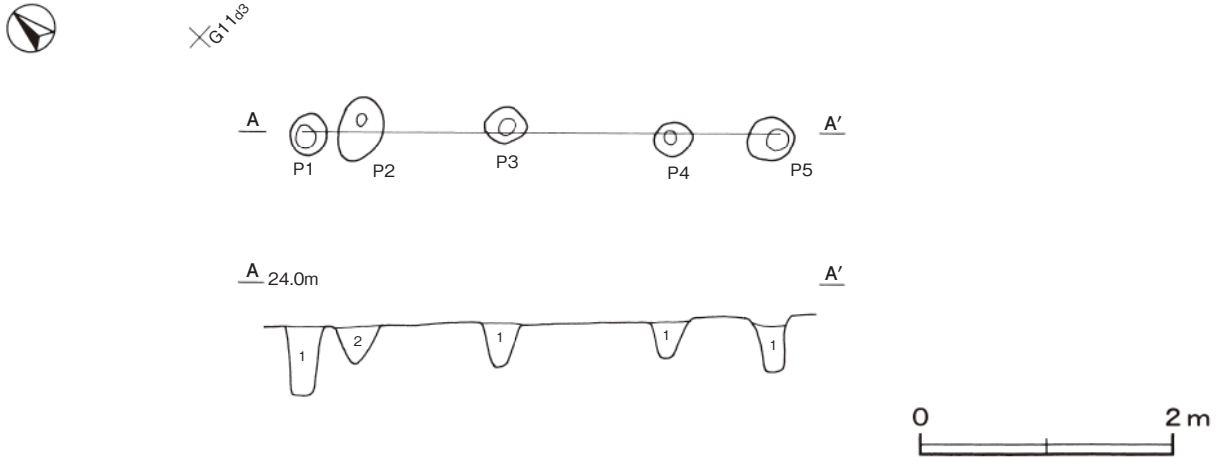 G11d3
A A′
P1 P2 P3 P4 P5
A 24.0m A′
1 2 1 1 1
0 2 m